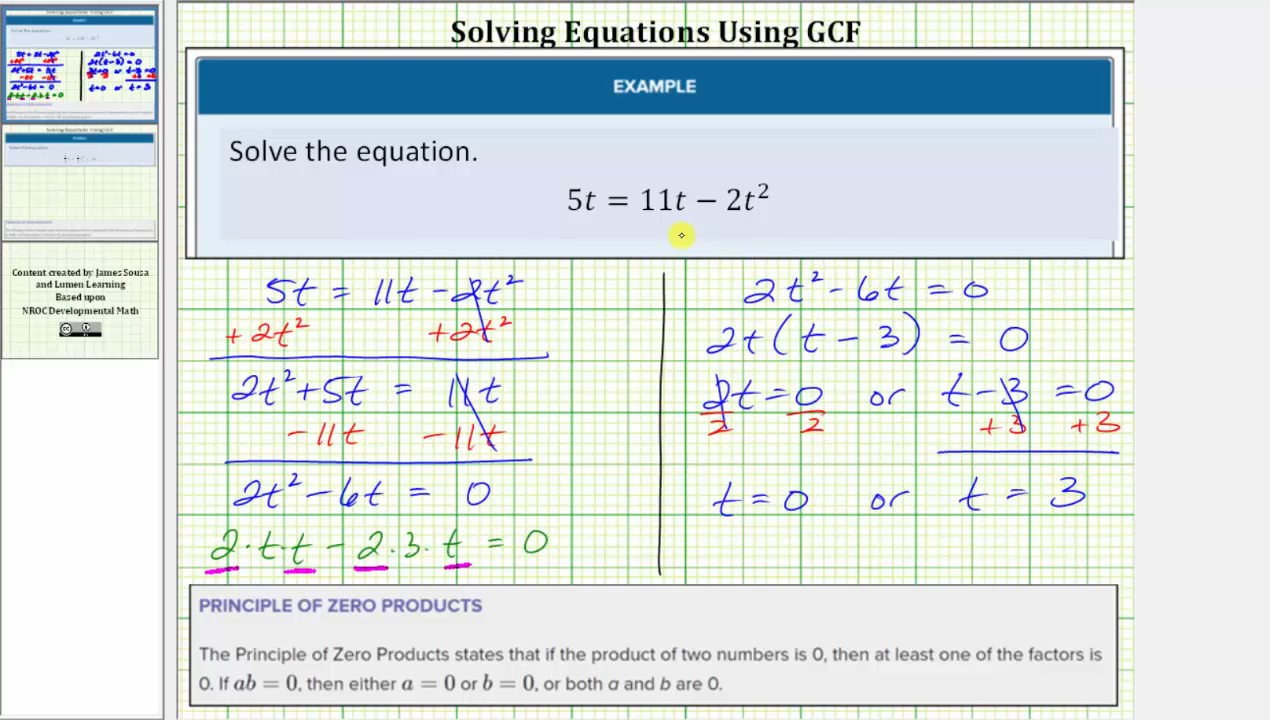 Solving Equations Using GCF
EXAMPLE
Solve the equation.
5t = 11t − 2t²
Content created by James Sousa
and Lumen Learning
Based upon
NROC Developmental Math
5t = 11t - 2t²
+2t² +2t²
2t² + 5t = 11t
-11t -11t
2t² - 6t = 0
2·t·t - 2·3·t = 0
2t² - 6t = 0
2t(t - 3) = 0
2t = 0 or t - 3 = 0
2 2 +3 +3
t = 0 or t = 3
PRINCIPLE OF ZERO PRODUCTS
The Principle of Zero Products states that if the product of two numbers is 0, then at least one of the factors is
0. If ab = 0, then either a = 0 or b = 0, or both a and b are 0.